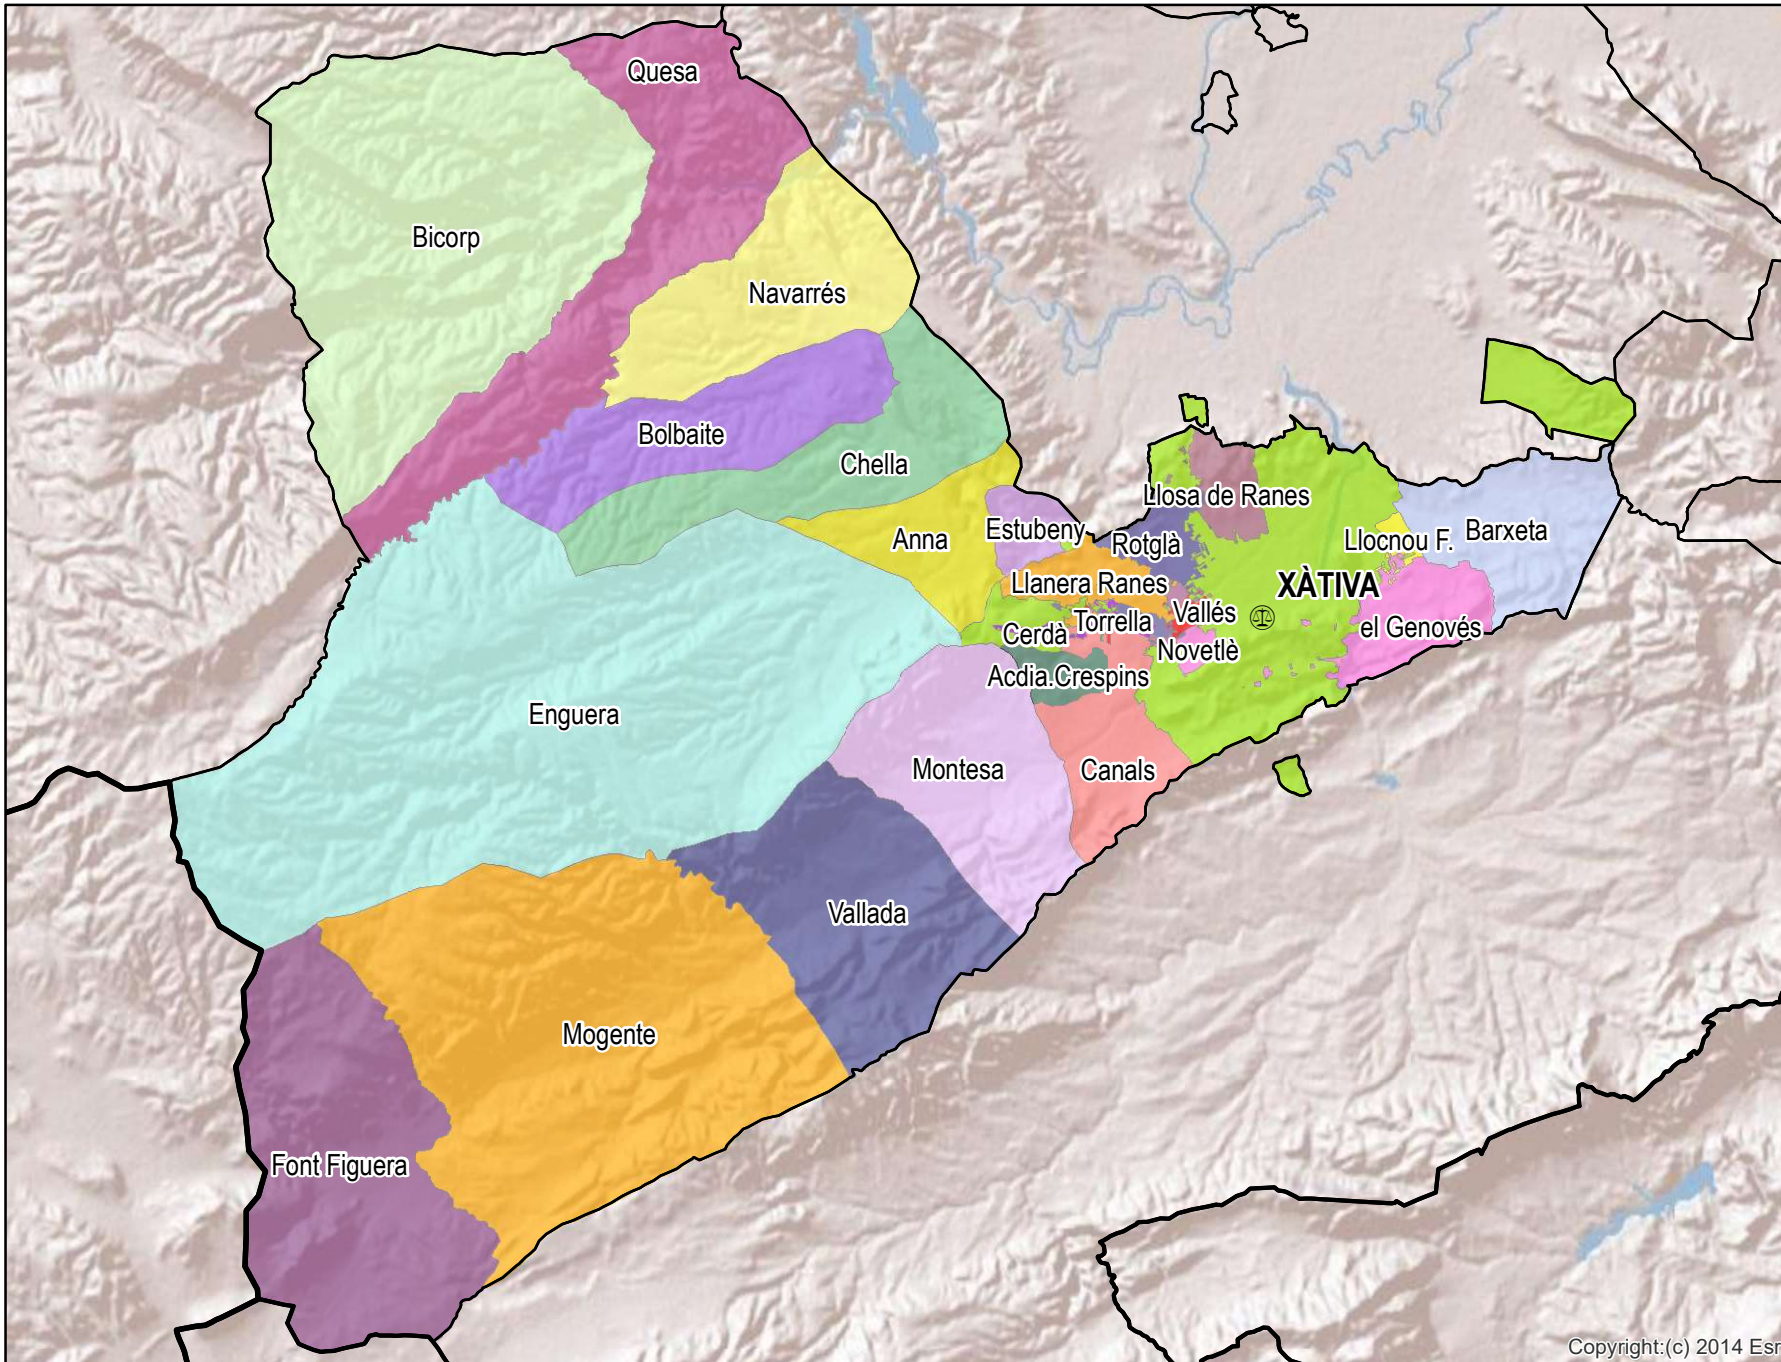 Quesa
Bicorp
Navarrés
Bolbaite
Chella
Llosa de Ranes
Anna
Estubeny
Rotglà
Llocnou F.
Barxeta
Llanera Ranes
XÀTIVA
Vallés
Torrella
Cerdà
el Genovés
Novetlè
Acdia.Crespins
Enguera
Montesa
Canals
Vallada
Mogente
Font Figuera
Copyright:(c) 2014 Esr